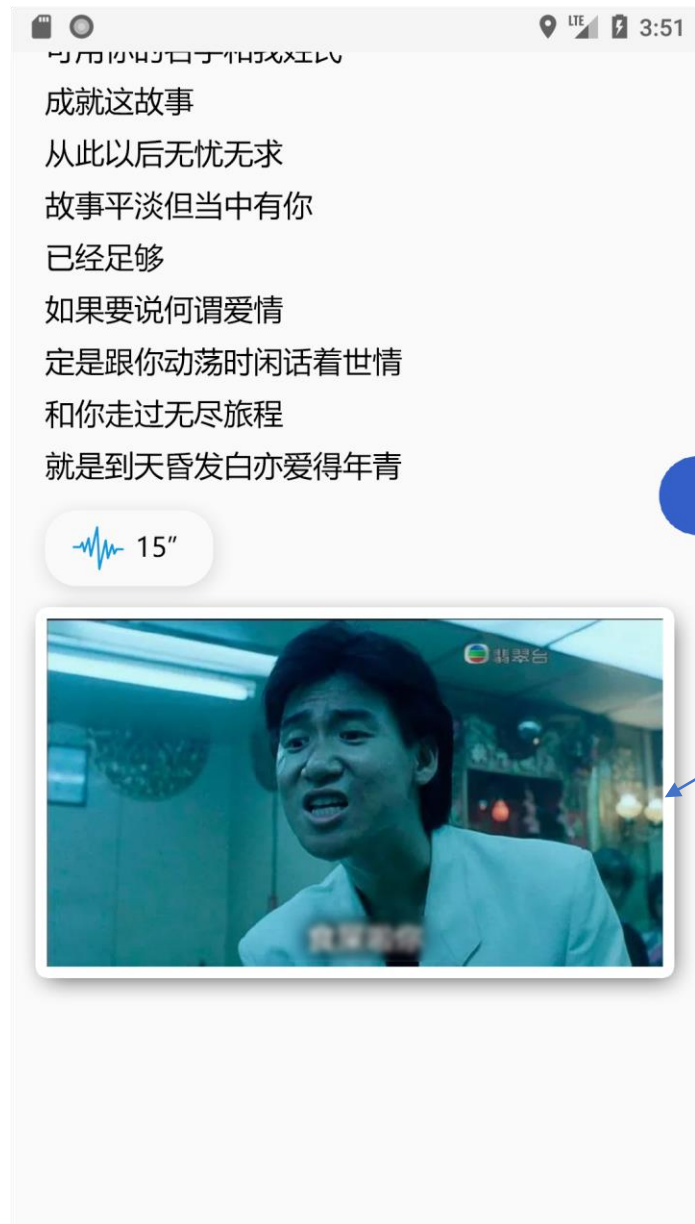 LTE 3:51
成就这故事
从此以后无忧无求
故事平淡但当中有你
已经足够
如果要说何谓爱情
定是跟你动荡时闲话着世情
和你走过无尽旅程
就是到天昏发白亦爱得年青
15″
翡翠台